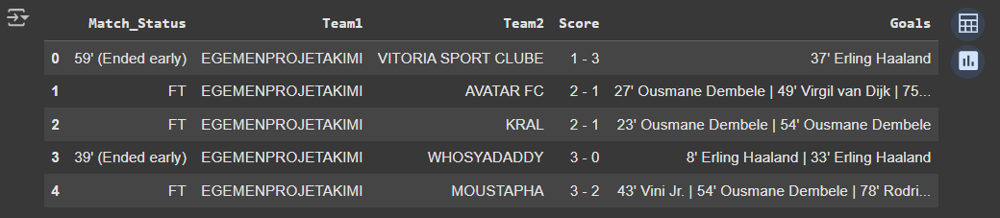 Match_Status Team1 Team2 Score Goals
0 59' (Ended early) EGEMENPROJETAKIMI VITORIA SPORT CLUBE 1 - 3 37' Erling Haaland
1 FT EGEMENPROJETAKIMI AVATAR FC 2 - 1 27' Ousmane Dembele | 49' Virgil van Dijk | 75...
2 FT EGEMENPROJETAKIMI KRAL 2 - 1 23' Ousmane Dembele | 54' Ousmane Dembele
3 39' (Ended early) EGEMENPROJETAKIMI WHOSYADADDY 3 - 0 8' Erling Haaland | 33' Erling Haaland
4 FT EGEMENPROJETAKIMI MOUSTAPHA 3 - 2 43' Vini Jr. | 54' Ousmane Dembele | 78' Rodri...